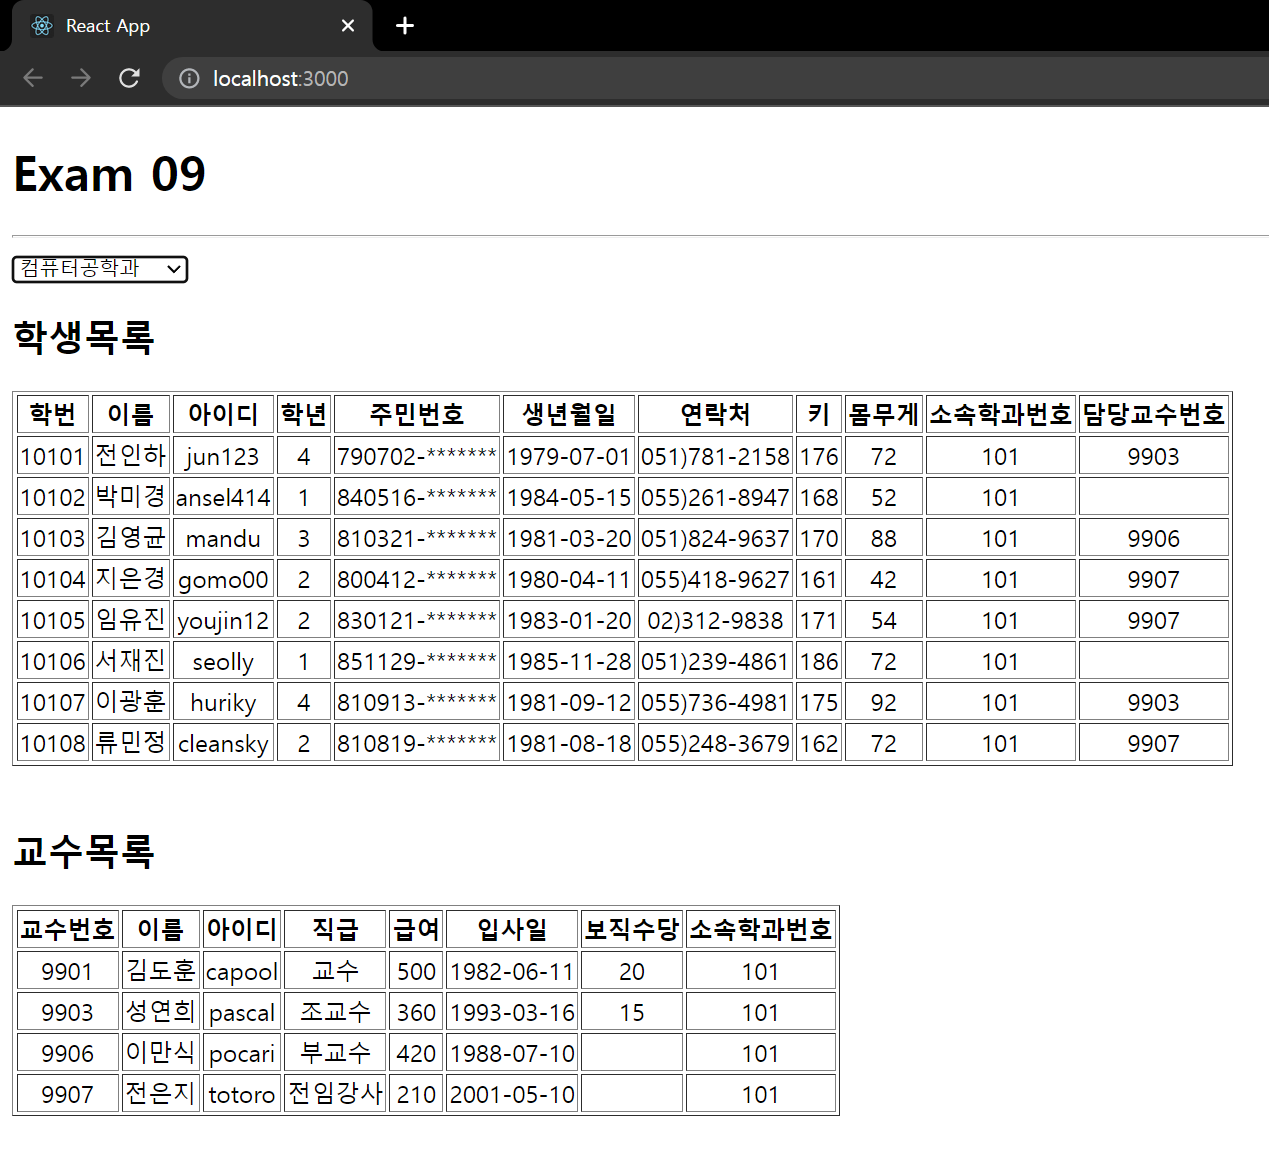 React App
localhost:3000
Exam 09
컴퓨터공학과
학생목록
학번 이름 아이디 학년 주민번호 생년월일 연락처 키 몸무게 소속학과번호 담당교수번호
10101 전인하 jun123 4 790702-******* 1979-07-01 051)781-2158 176 72 101 9903
10102 박미경 ansel414 1 840516-******* 1984-05-15 055)261-8947 168 52 101
10103 김영균 mandu 3 810321-******* 1981-03-20 051)824-9637 170 88 101 9906
10104 지은경 gomo00 2 800412-******* 1980-04-11 055)418-9627 161 42 101 9907
10105 임유진 youjin12 2 830121-******* 1983-01-20 02)312-9838 171 54 101 9907
10106 서재진 seolly 1 851129-******* 1985-11-28 051)239-4861 186 72 101
10107 이광훈 huriky 4 810913-******* 1981-09-12 055)736-4981 175 92 101 9903
10108 류민정 cleansky 2 810819-******* 1981-08-18 055)248-3679 162 72 101 9907
교수목록
교수번호 이름 아이디 직급 급여 입사일 보직수당 소속학과번호
9901 김도훈 capool 교수 500 1982-06-11 20 101
9903 성연희 pascal 조교수 360 1993-03-16 15 101
9906 이만식 pocari 부교수 420 1988-07-10 101
9907 전은지 totoro 전임강사 210 2001-05-10 101